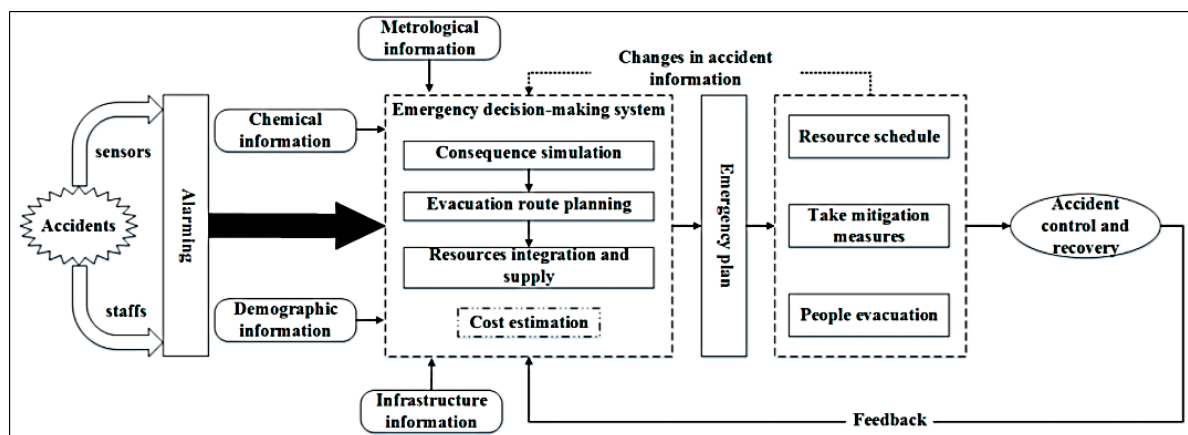 Metrological
information
Changes in accident
information
Emergency decision-making system
Chemical
information
Resource schedule
sensors
Consequence simulation
Alarming
Accidents
Evacuation route planning
Emergency plan
Take mitigation
measures
Accident
control and
recovery
Resources integration and
supply
staffs
Demographic
information
Cost estimation
People evacuation
Infrastructure
information
Feedback